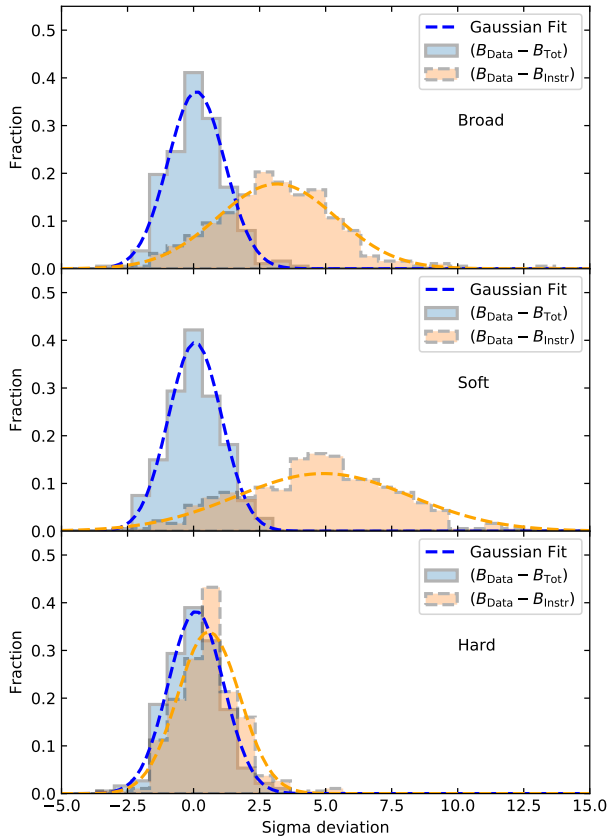 0.5
0.4
0.3
0.2
0.1
0.0
Fraction
Gaussian Fit
(B_Data − B_Tot)
(B_Data − B_Instr)
Broad
0.5
0.4
0.3
0.2
0.1
0.0
Fraction
Gaussian Fit
(B_Data − B_Tot)
(B_Data − B_Instr)
Soft
0.5
0.4
0.3
0.2
0.1
0.0
Fraction
Gaussian Fit
(B_Data − B_Tot)
(B_Data − B_Instr)
Hard
−5.0 −2.5 0.0 2.5 5.0 7.5 10.0 12.5 15.0
Sigma deviation